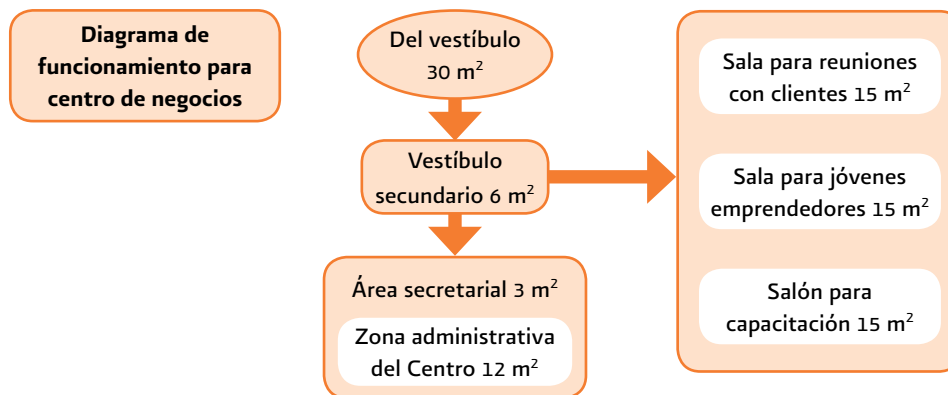 Diagrama de
funcionamiento para
centro de negocios
Del vestíbulo
30 m²
Vestíbulo
secundario 6 m²
Área secretarial 3 m²
Zona administrativa
del Centro 12 m²
Sala para reuniones
con clientes 15 m²
Sala para jóvenes
emprendedores 15 m²
Salón para
capacitación 15 m²